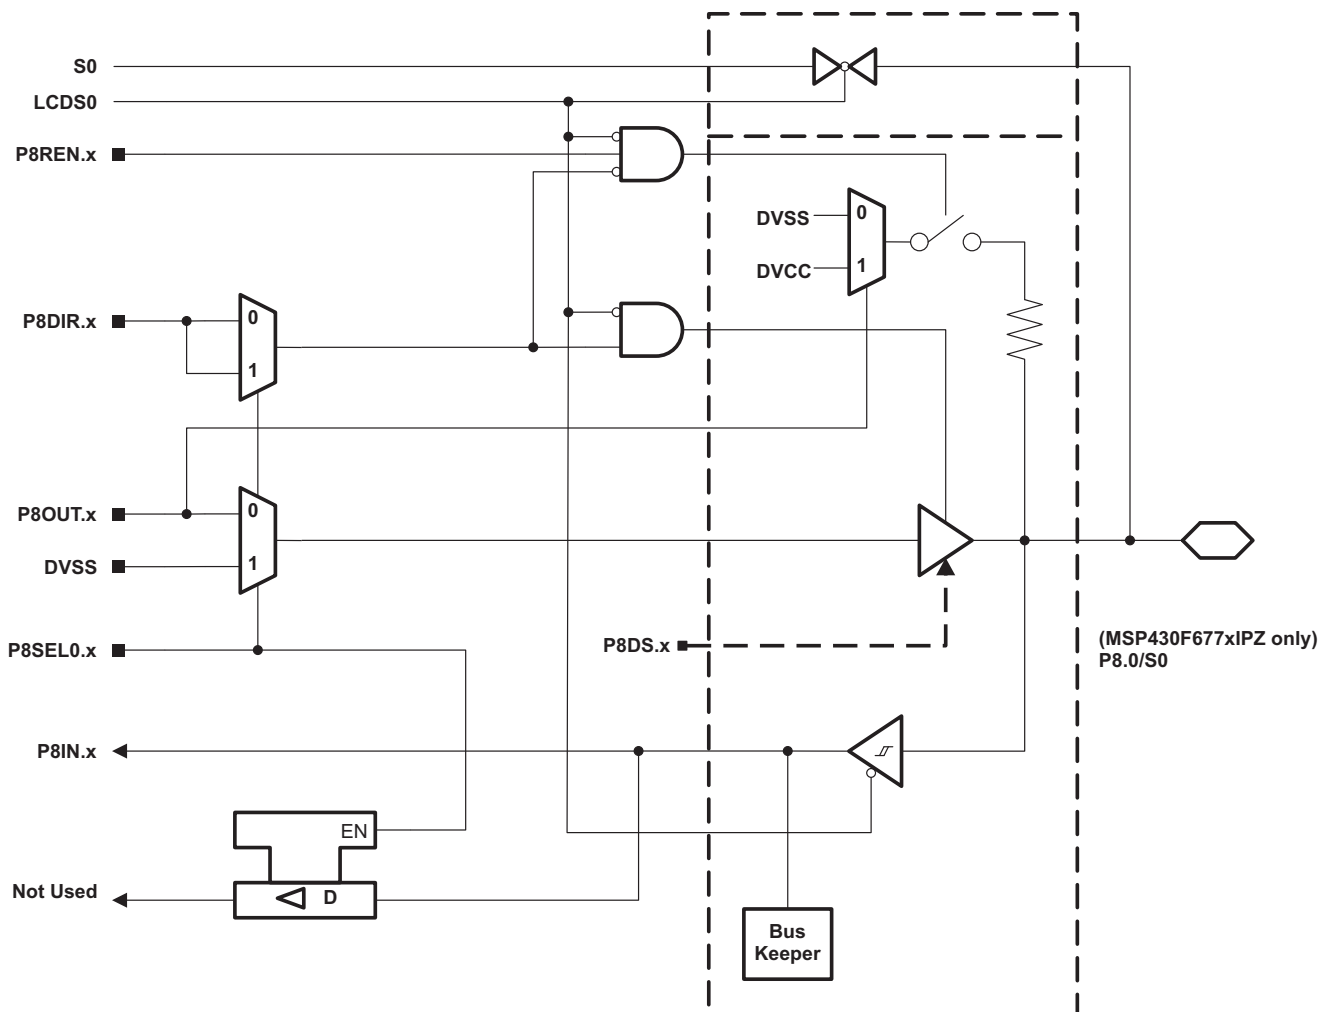 S0
LCDS0
P8REN.x
DVSS
0
DVCC
1
P8DIR.x
0
1
P8OUT.x
0
DVSS
1
P8SEL0.x
P8DS.x
(MSP430F677xIPZ only)
P8.0/S0
P8IN.x
EN
Not Used
D
Bus
Keeper